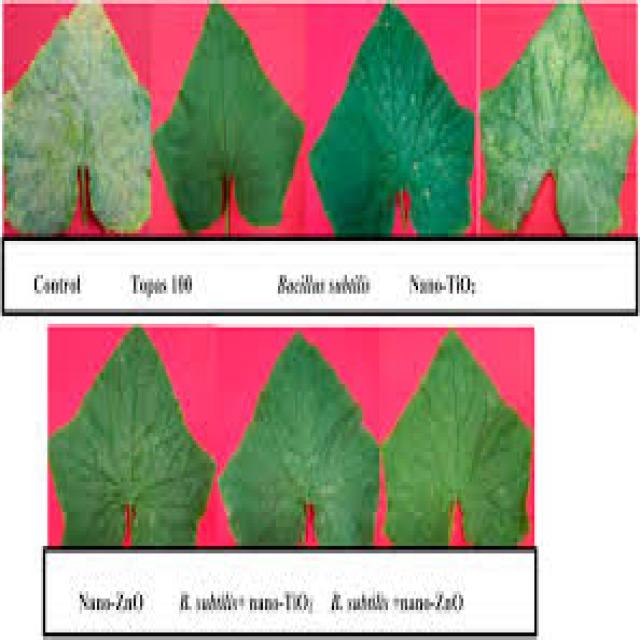 Control Topas 100 Bacillus subtilis Nano-TiO2
Nano-ZnO B. subtilis+ nano-TiO2 B. subtilis +nano-ZnO